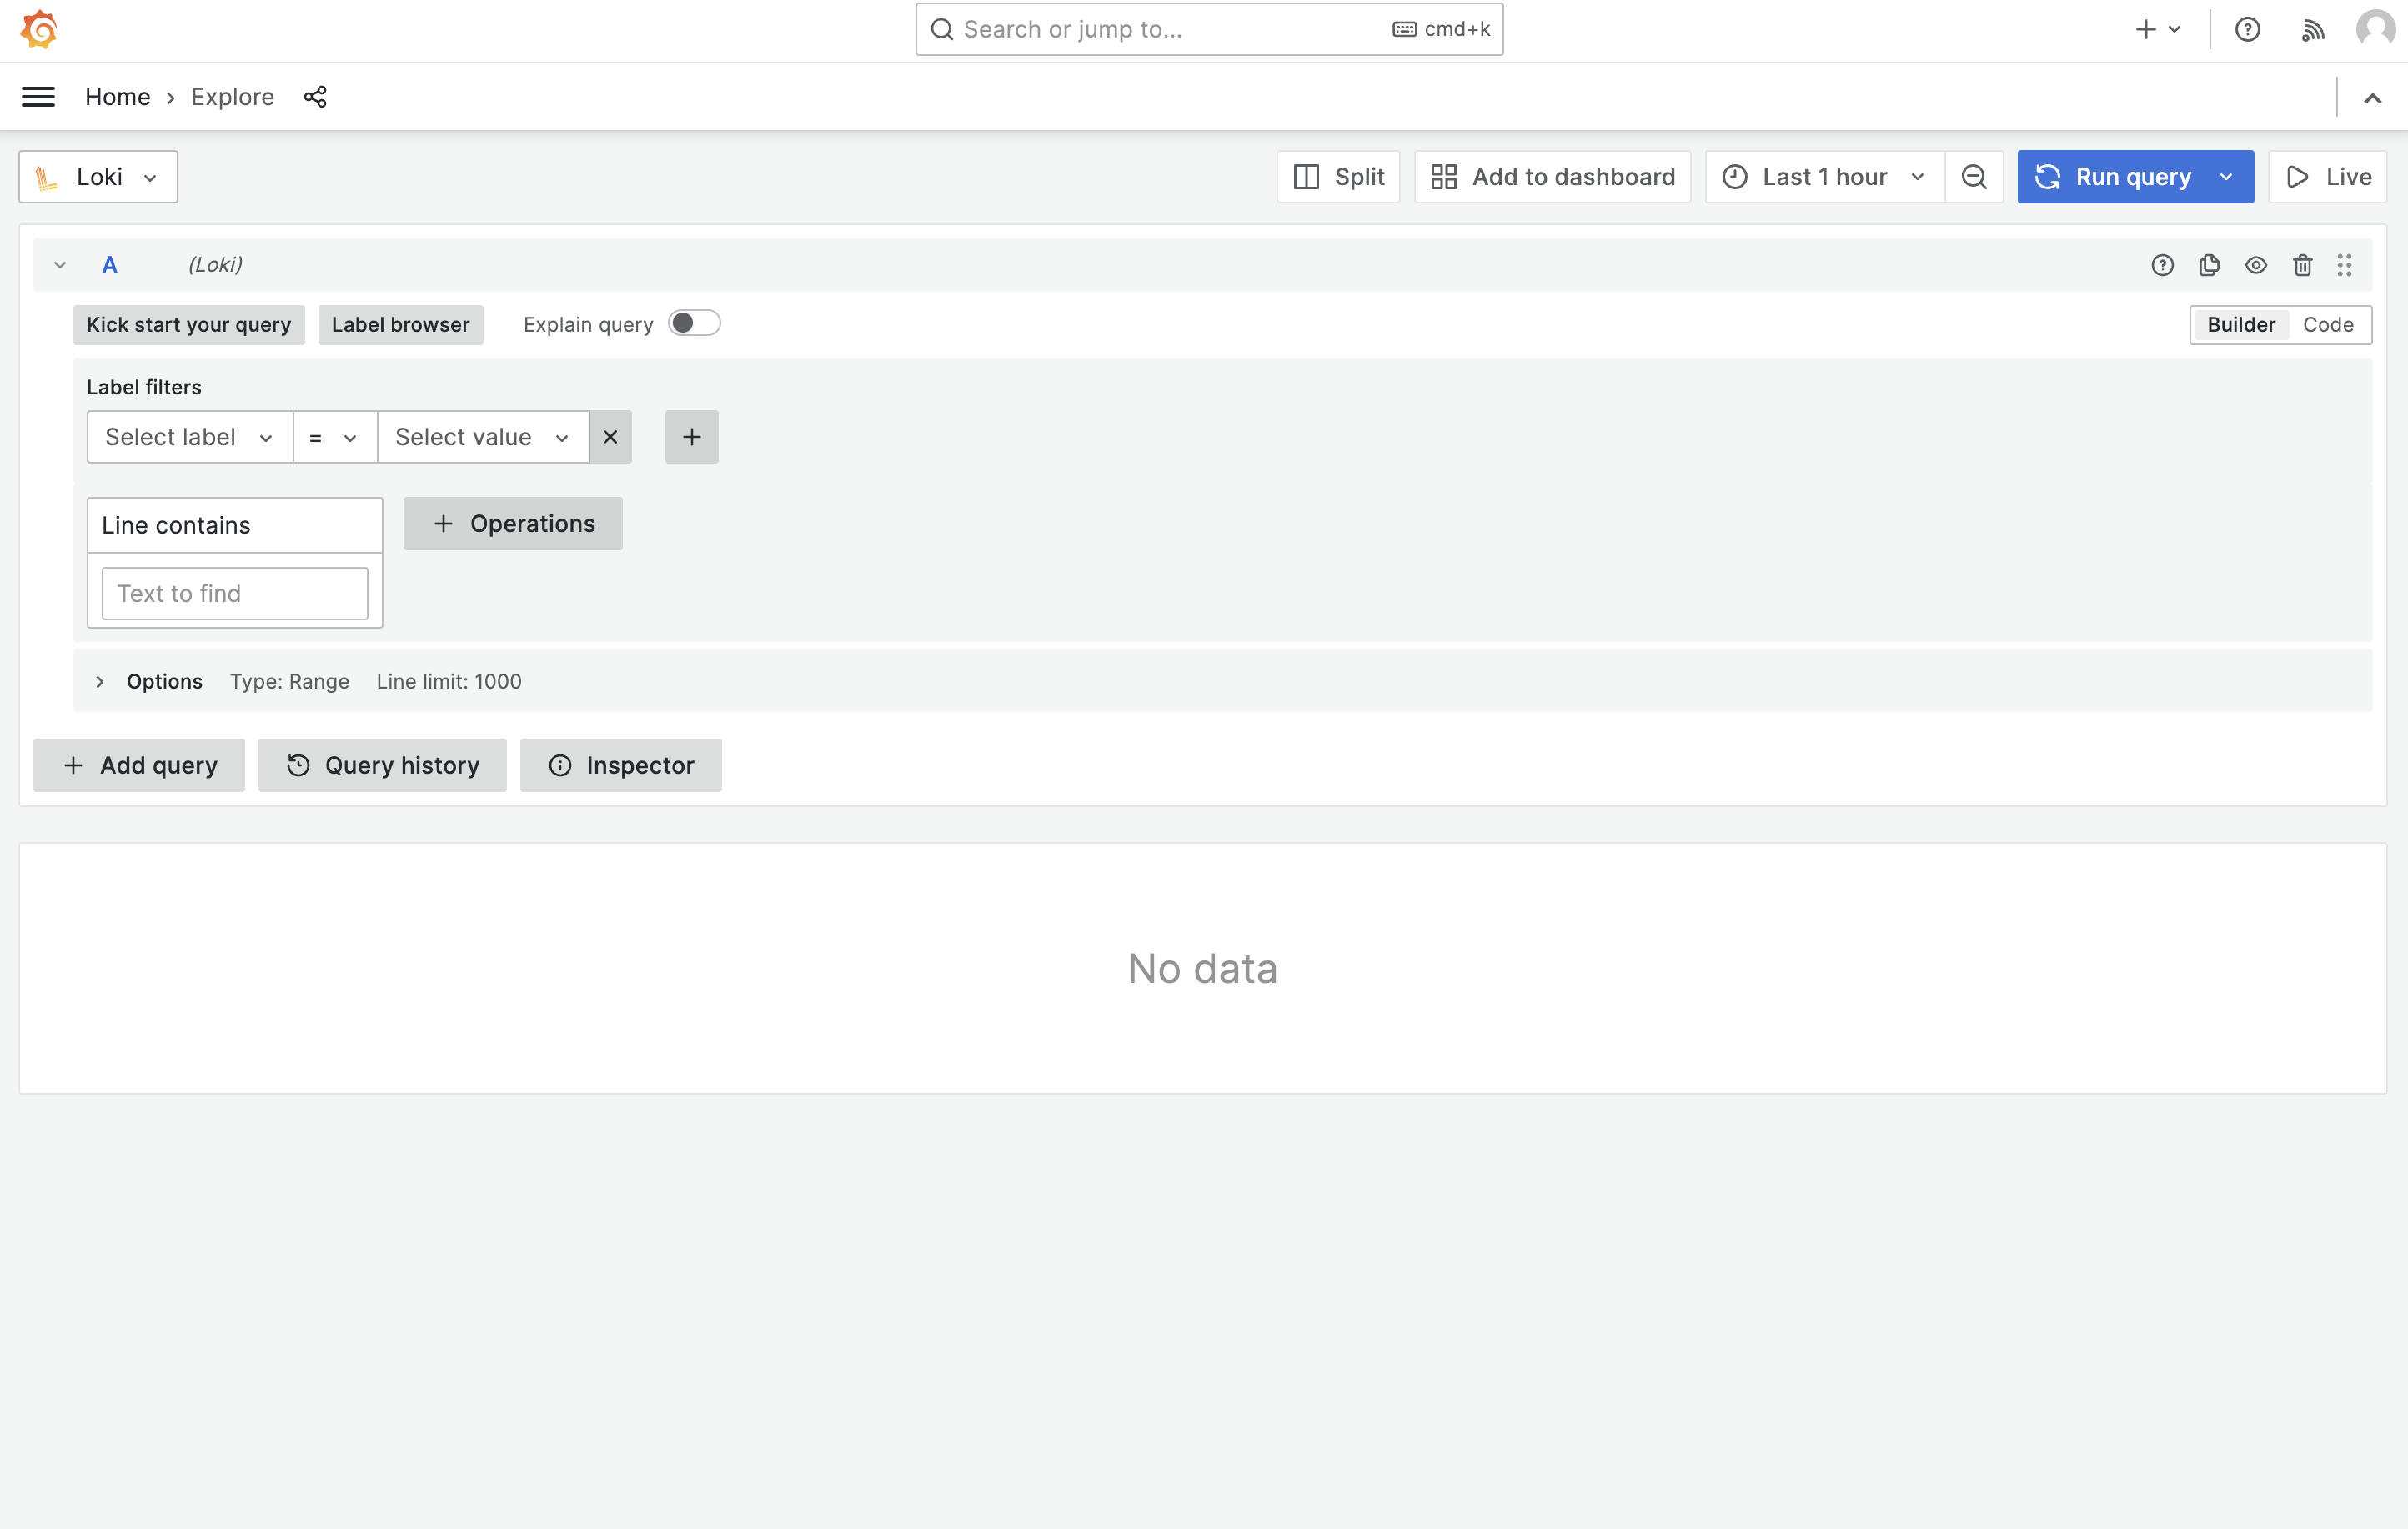 Search or jump to... cmd+k
Home › Explore
Loki Split Add to dashboard Last 1 hour Run query Live
A (Loki)
Kick start your query Label browser Explain query Builder Code
Label filters
Select label = Select value
Line contains + Operations
Text to find
Options Type: Range Line limit: 1000
+ Add query Query history Inspector
No data